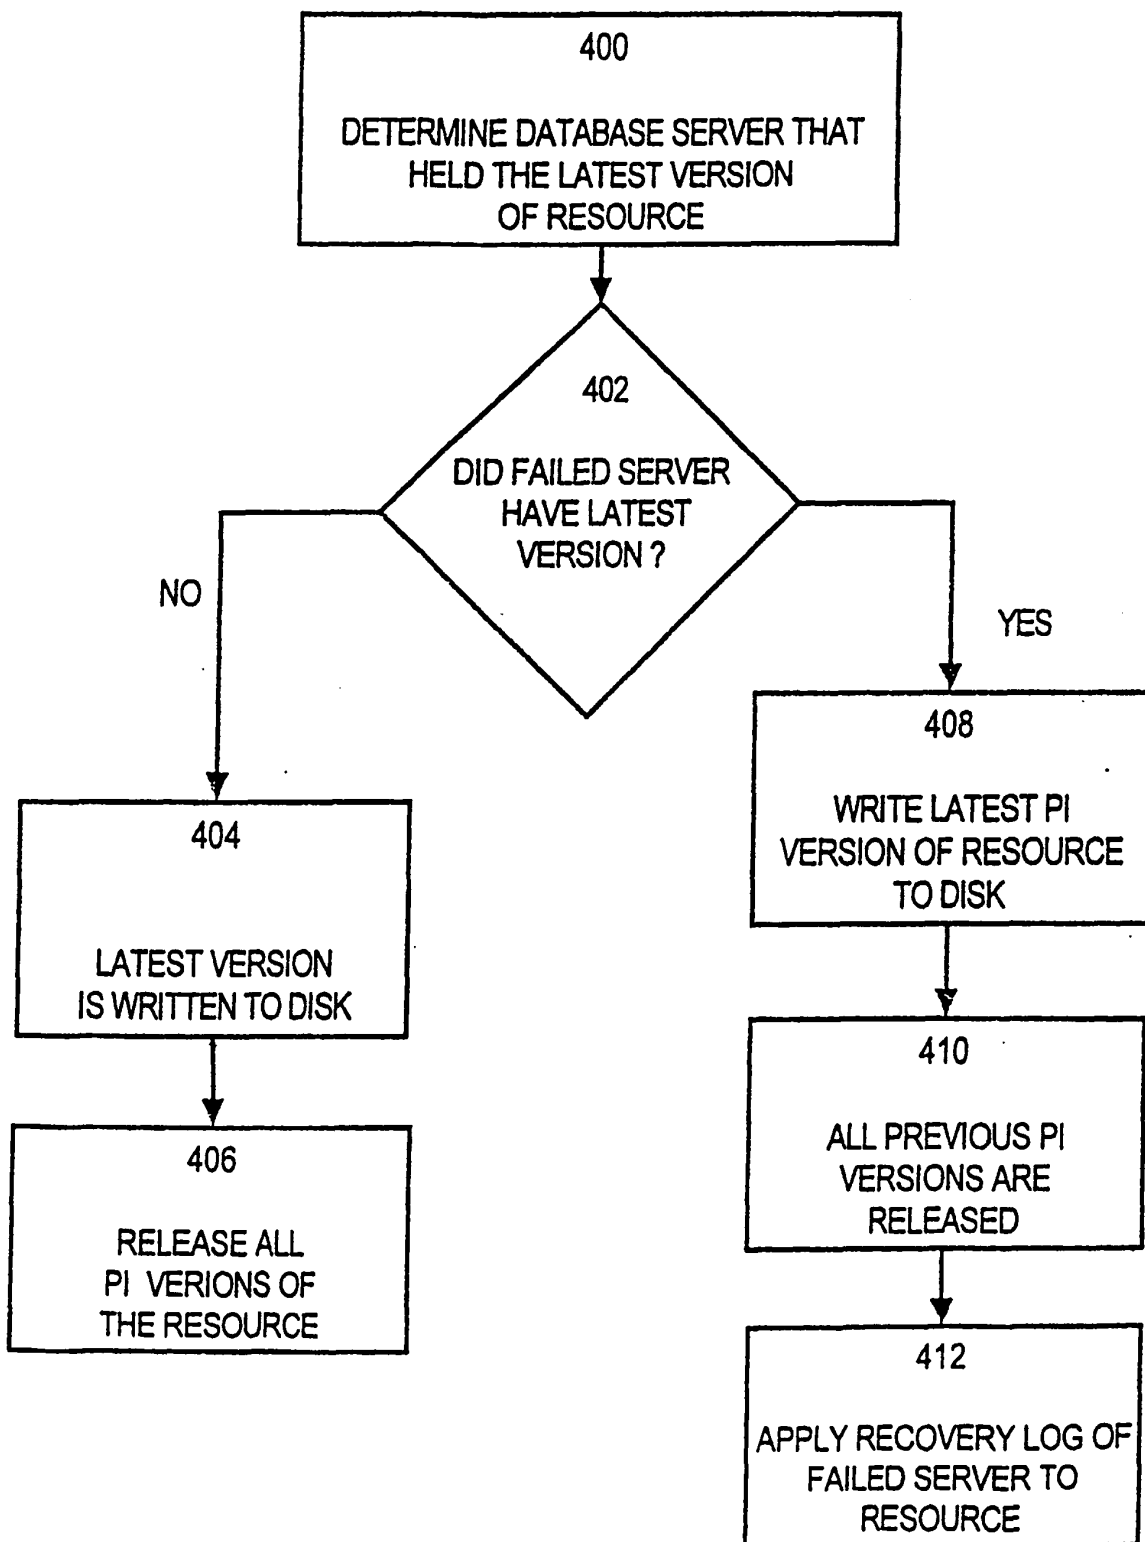 400
DETERMINE DATABASE SERVER THAT
HELD THE LATEST VERSION
OF RESOURCE
402
DID FAILED SERVER
HAVE LATEST
VERSION ?
NO
YES
404
LATEST VERSION
IS WRITTEN TO DISK
406
RELEASE ALL
PI VERIONS OF
THE RESOURCE
408
WRITE LATEST PI
VERSION OF RESOURCE
TO DISK
410
ALL PREVIOUS PI
VERSIONS ARE
RELEASED
412
APPLY RECOVERY LOG OF
FAILED SERVER TO
RESOURCE